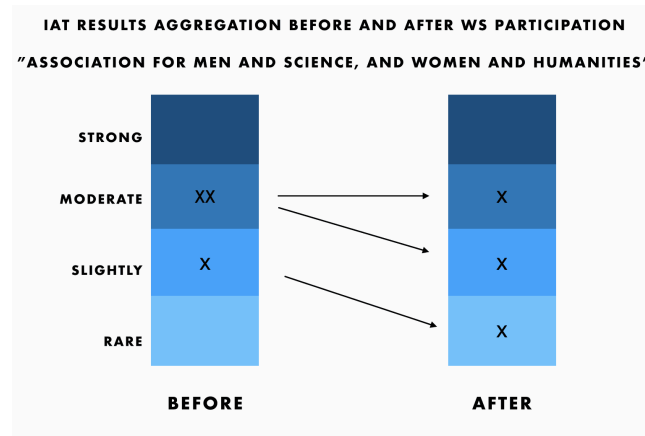 IAT RESULTS AGGREGATION BEFORE AND AFTER WS PARTICIPATION
"ASSOCIATION FOR MEN AND SCIENCE, AND WOMEN AND HUMANITIES"
STRONG
MODERATE XX X
SLIGHTLY X X
RARE X
BEFORE AFTER